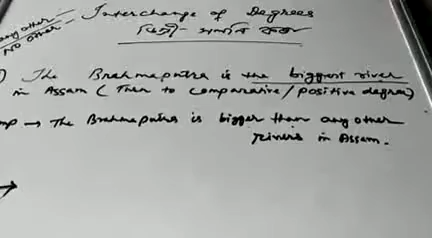 any other
No other
Interchange of Degrees
ডিগ্ৰী
) The Brahmaputra is the biggest river
in Assam (Then to comparative/positive degree)
mp → The Brahmaputra is bigger than any other
rivers in Assam.